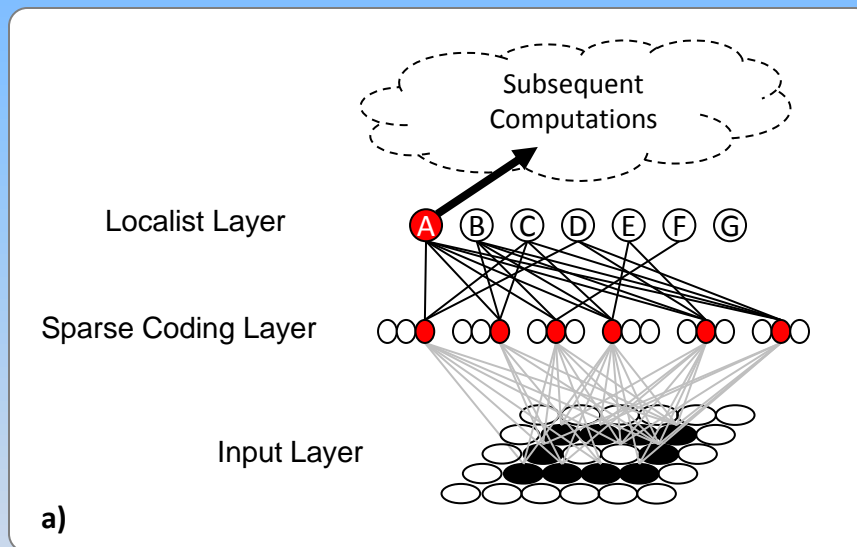 Subsequent
Computations
Localist Layer
A B C D E F G
Sparse Coding Layer
Input Layer
a)